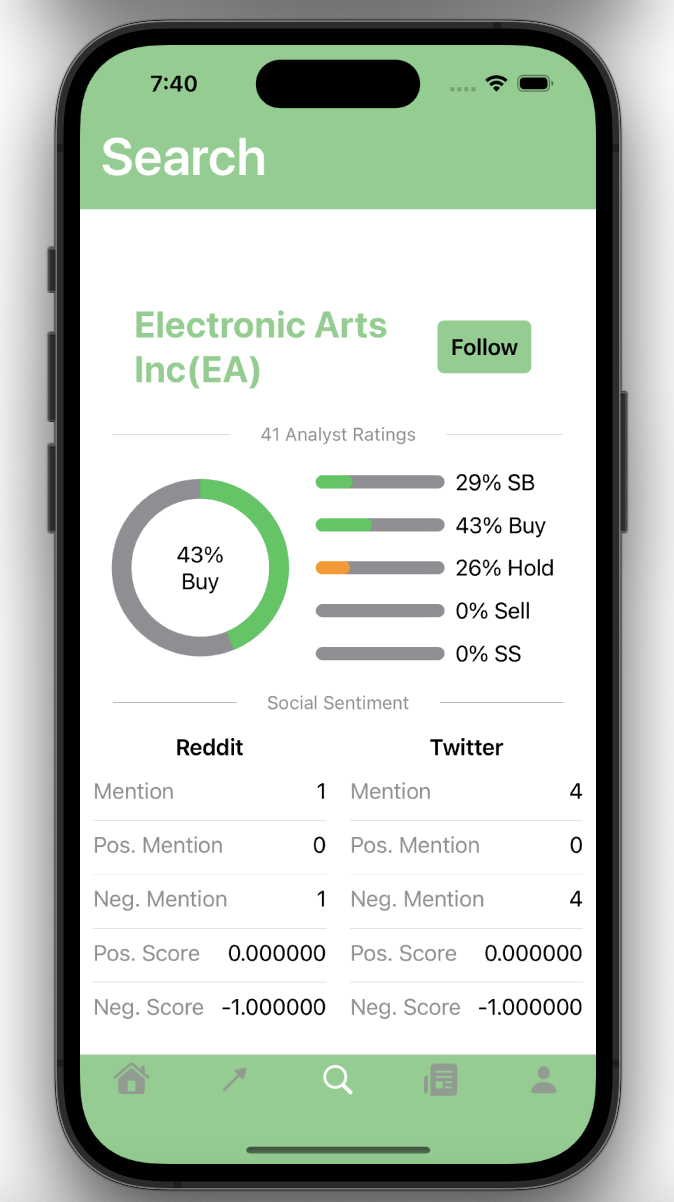 7:40
Search
Electronic Arts
Inc(EA)
Follow
41 Analyst Ratings
43%
Buy
29% SB
43% Buy
26% Hold
0% Sell
0% SS
Social Sentiment
Reddit
Mention 1
Pos. Mention 0
Neg. Mention 1
Pos. Score 0.000000
Neg. Score -1.000000
Twitter
Mention 4
Pos. Mention 0
Neg. Mention 4
Pos. Score 0.000000
Neg. Score -1.000000